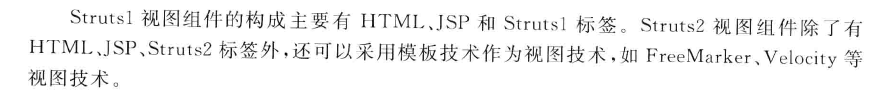 Struts1 视图组件的构成主要有 HTML、JSP 和 Struts1 标签。Struts2 视图组件除了有
HTML、JSP、Struts2 标签外,还可以采用模板技术作为视图技术,如 FreeMarker、Velocity 等
视图技术。